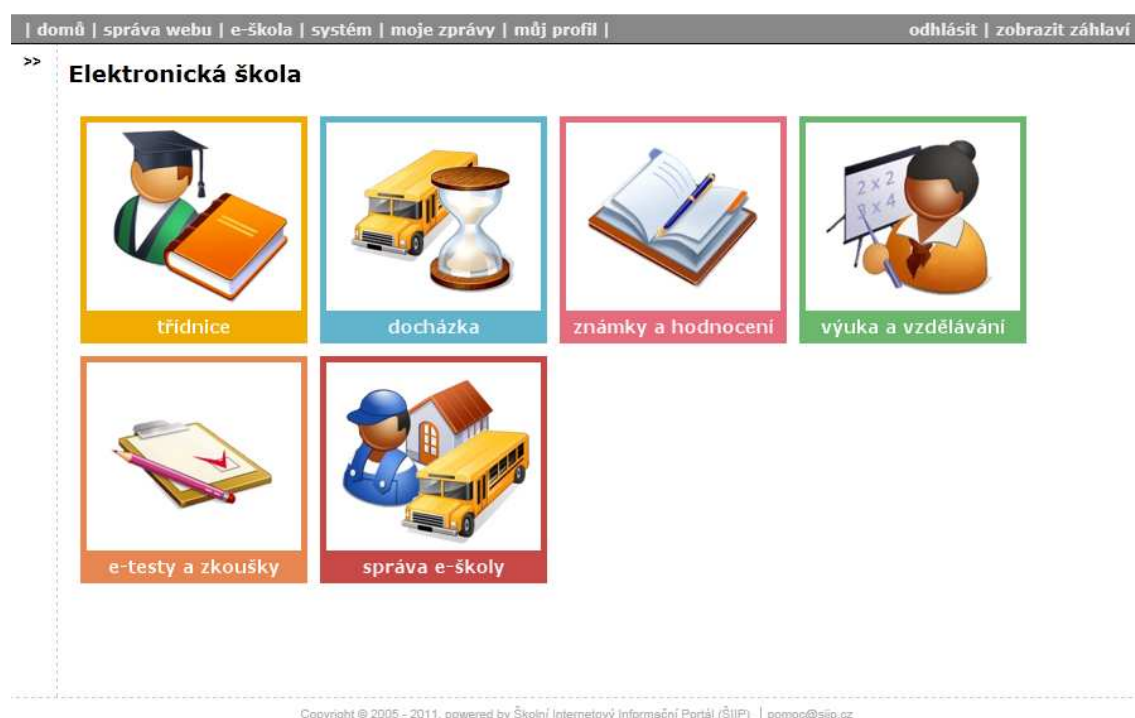 | domů | správa webu | e-škola | systém | moje zprávy | můj profil | odhlásit | zobrazit záhlaví
>>
Elektronická škola
2 x 2
3 x 4
třídnice docházka známky a hodnocení výuka a vzdělávání
e-testy a zkoušky správa e-školy
Copyright © 2005 - 2011, powered by Školní Internetový Informační Portál (ŠIIP) | pomoc@siip.cz